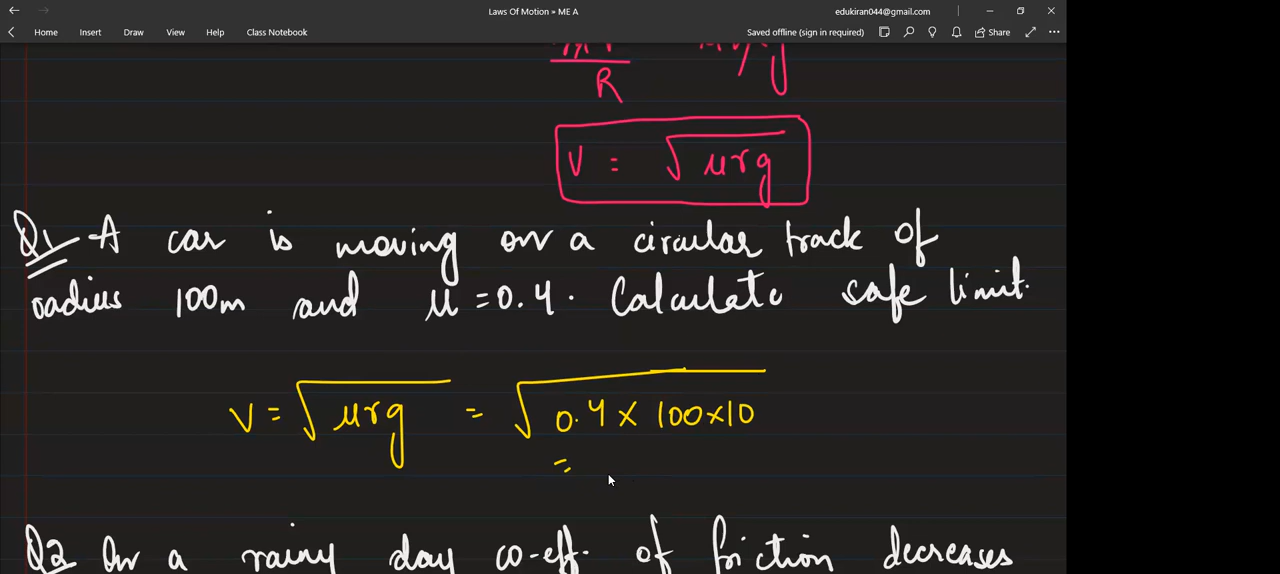 Laws Of Motion » ME A
edukiran044@gmail.com
Home Insert Draw View Help Class Notebook
Saved offline (sign in required)
Share
R
V = √μrg
Q1 A car is moving on a circular track of
radius 100m and μ = 0.4. Calculate safe limit.
V = √μrg = √0.4 × 100 × 10
=
Q2 On a rainy day co-eff. of friction decreases